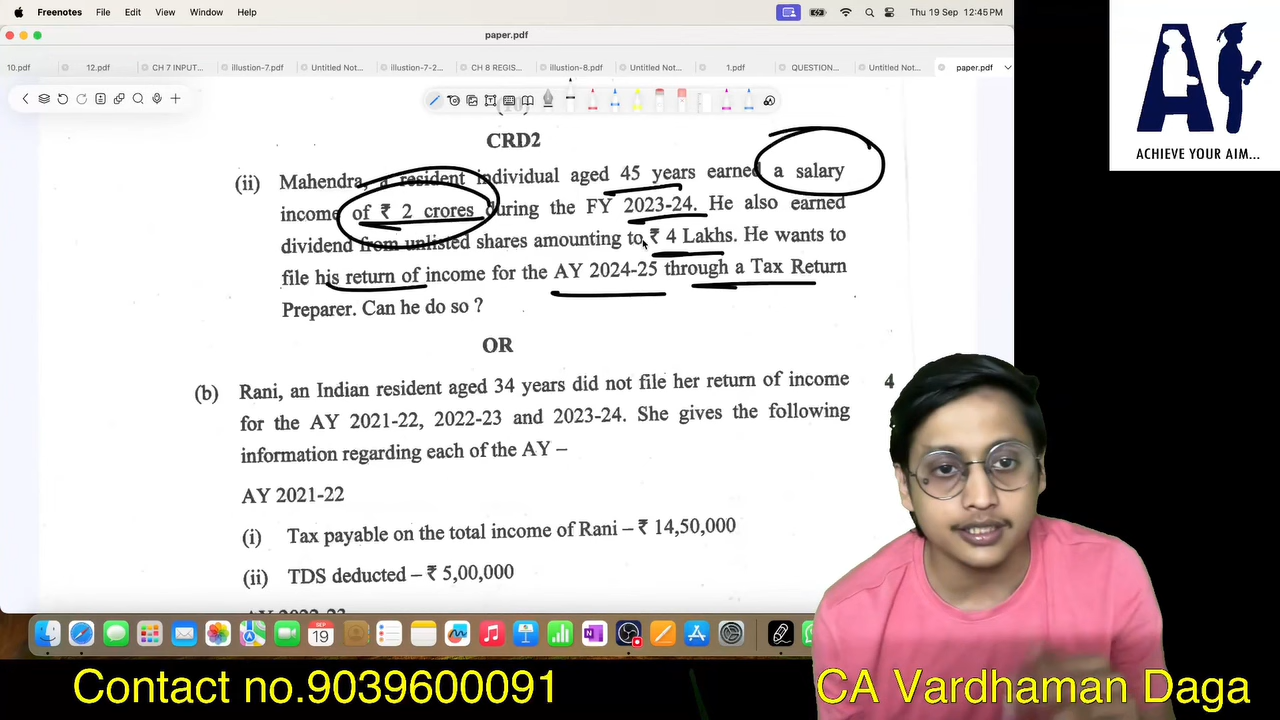 Freenotes File Edit View Window Help Thu 19 Sep 12:45 PM
paper.pdf
10.pdf 12.pdf CH 7 INPUT... illustion-7.pdf Untitled Not... illustion-7-2... CH 8 REGIS... illustion-8.pdf Untitled Not... 1.pdf QUESTION... Untitled Not... paper.pdf
CRD2
(ii) Mahendra, a resident individual aged 45 years earned a salary
income of ₹ 2 crores during the FY 2023-24. He also earned
dividend from unlisted shares amounting to ₹ 4 Lakhs. He wants to
file his return of income for the AY 2024-25 through a Tax Return
Preparer. Can he do so ?
OR
(b) Rani, an Indian resident aged 34 years did not file her return of income 4
for the AY 2021-22, 2022-23 and 2023-24. She gives the following
information regarding each of the AY –
AY 2021-22
(i) Tax payable on the total income of Rani – ₹ 14,50,000
(ii) TDS deducted – ₹ 5,00,000
AY 2022-23
SEP
19
AI
ACHIEVE YOUR AIM...
Contact no.9039600091
CA Vardhaman Daga